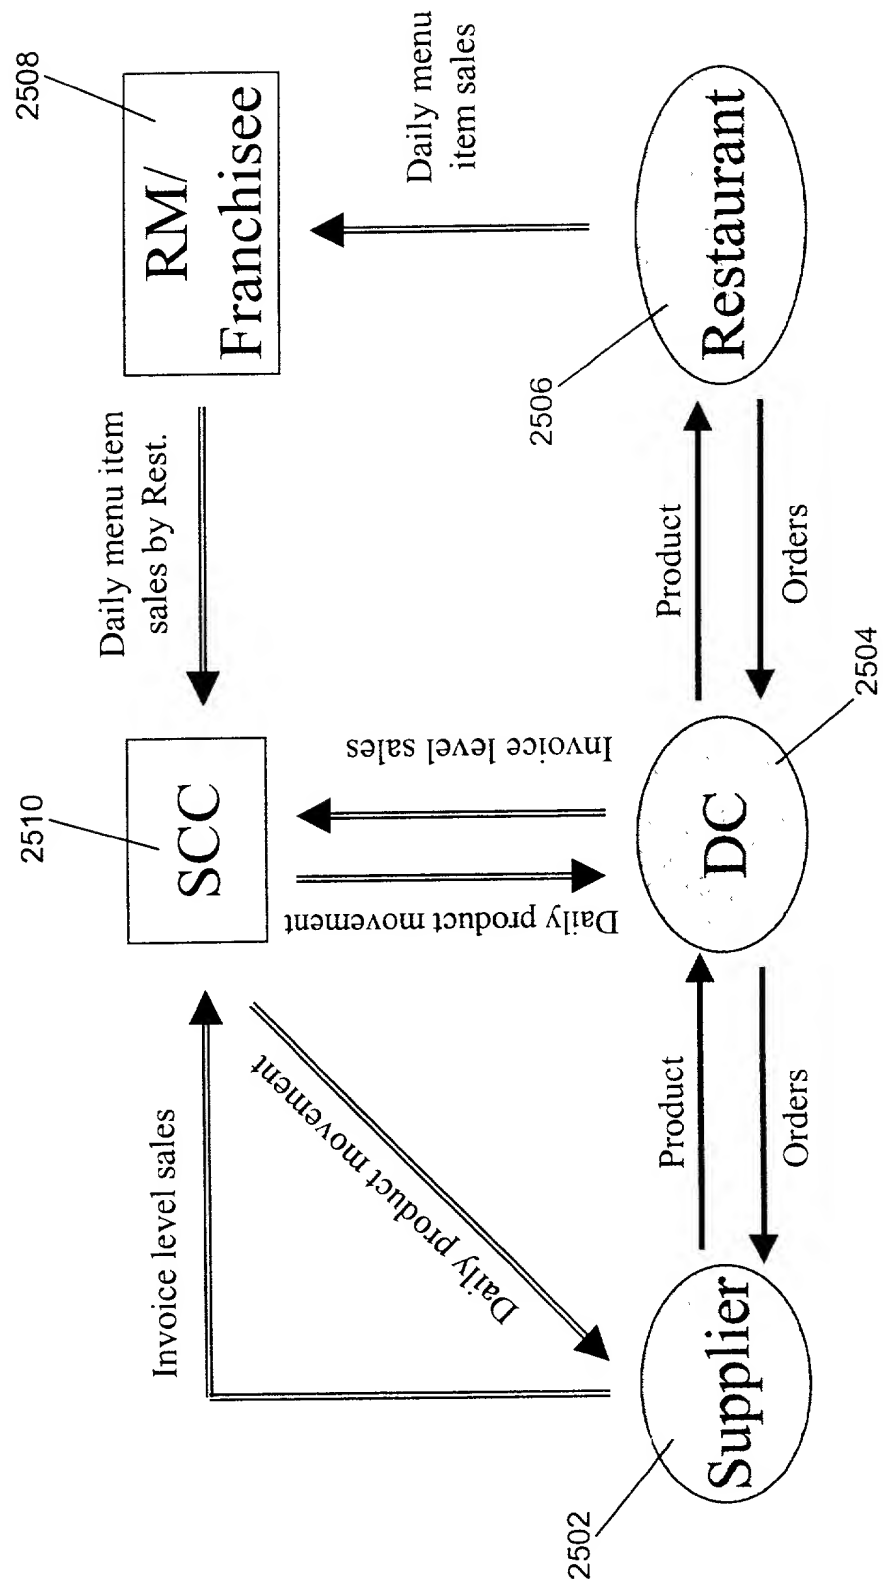 2510
2508
Invoice level sales
Daily menu item
sales by Rest.
SCC
RM/
Franchisee
Daily product movement
Daily product movement
Invoice level sales
Daily menu
item sales
2506
Product
Product
2502
Supplier
DC
Restaurant
Orders
Orders
2504